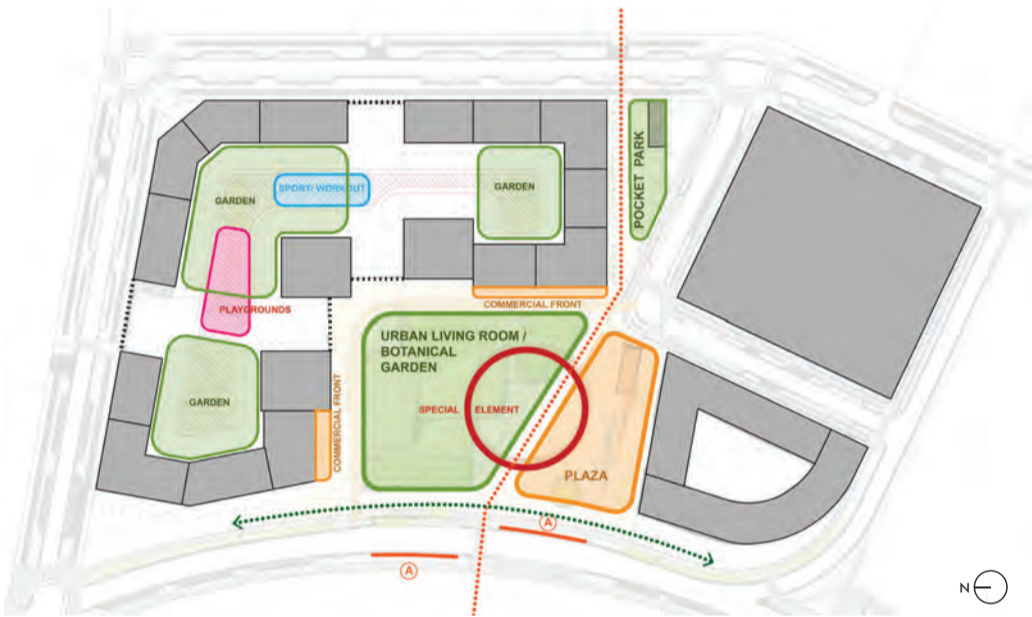 POCKET PARK
SPORT/ WORKOUT
GARDEN
GARDEN
PLAYGROUNDS
COMMERCIAL FRONT
URBAN LIVING ROOM /
BOTANICAL
GARDEN
GARDEN
SPECIAL ELEMENT
COMMERCIAL FRONT
PLAZA
A
A
N